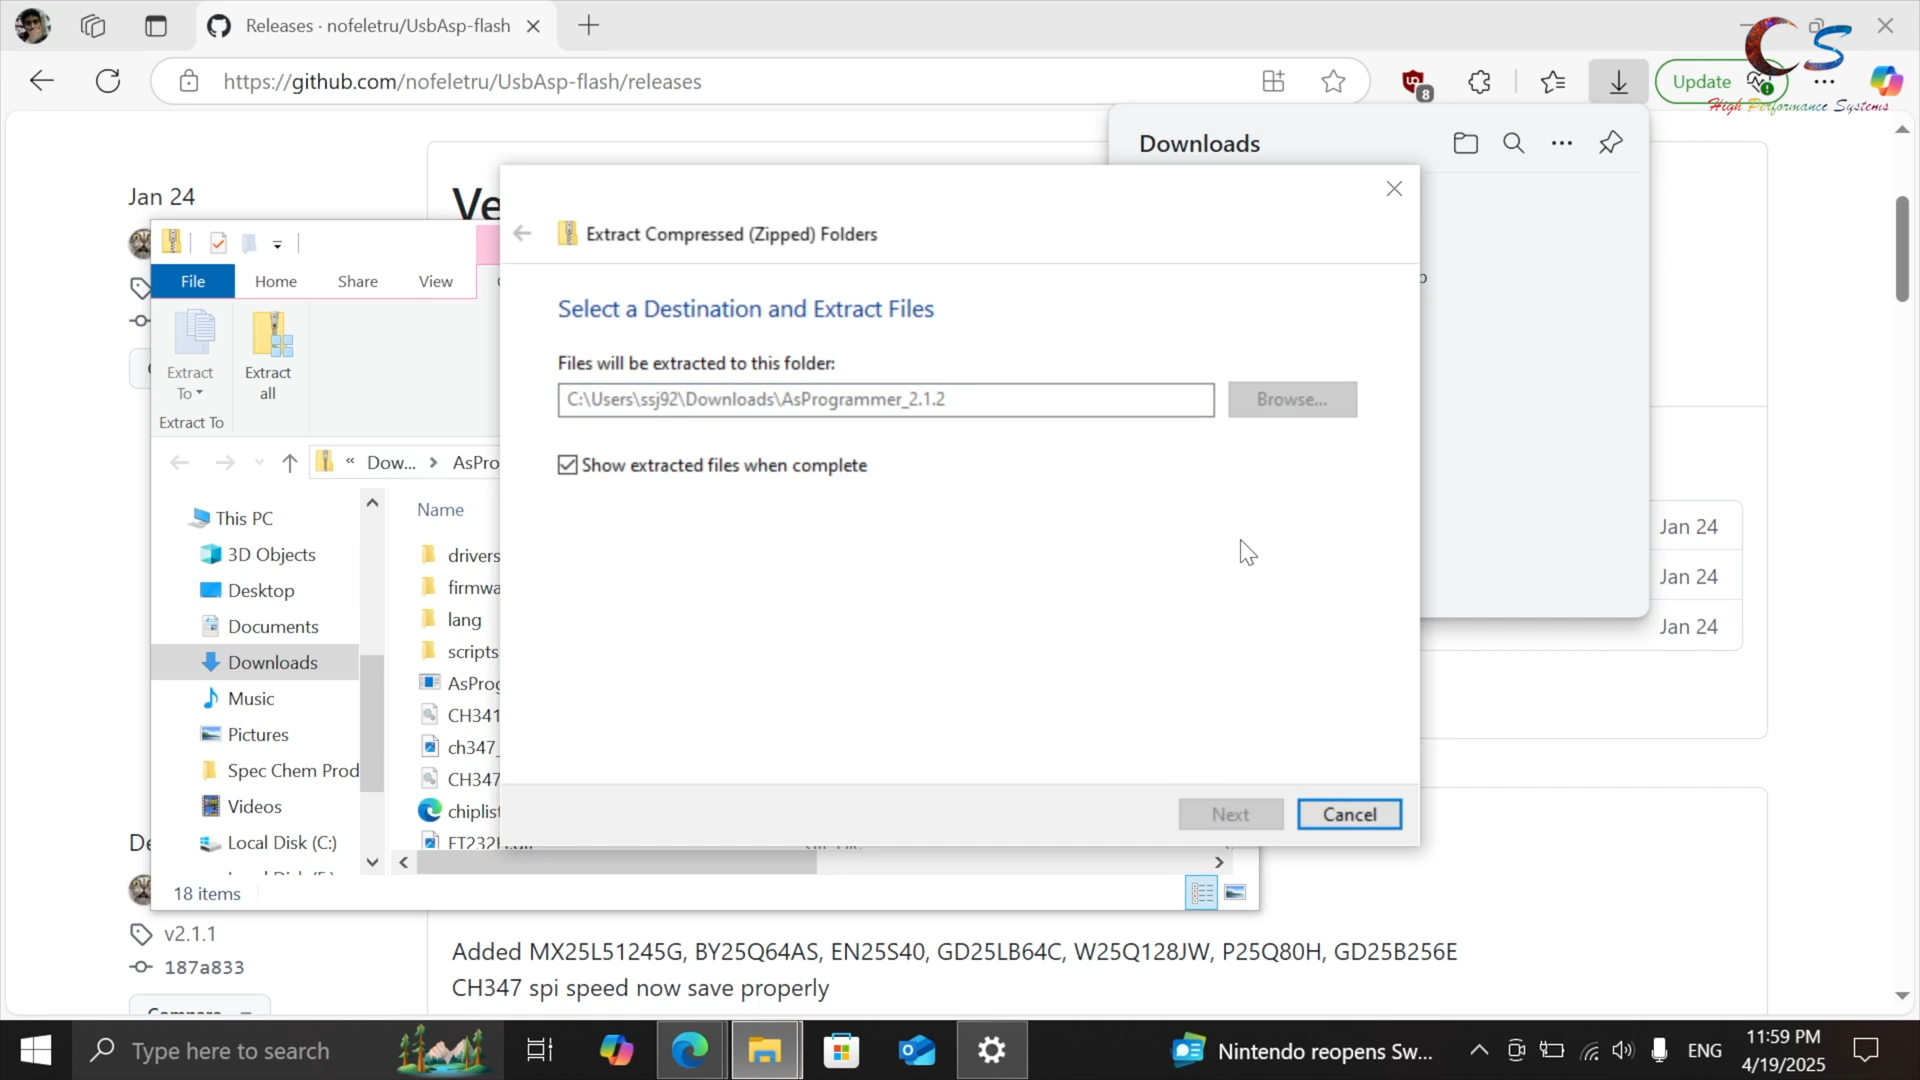 Releases · nofeletru/UsbAsp-flash
https://github.com/nofeletru/UsbAsp-flash/releases
8
Update
CS
High Performance Systems
Downloads
Jan 24
Ve
Extract Compressed (Zipped) Folders
File
Home
Share
View
Select a Destination and Extract Files
Extract
To
Extract
all
Extract To
Files will be extracted to this folder:
C:\Users\ssj92\Downloads\AsProgrammer_2.1.2
Browse...
Show extracted files when complete
« Dow... > AsPro
Name
This PC
3D Objects
Desktop
Documents
Downloads
Music
Pictures
Spec Chem Prod
Videos
Local Disk (C:)
drivers
firmwa
lang
scripts
AsProg
CH341
ch347_
CH347
chiplist
Jan 24
Jan 24
Jan 24
Next
Cancel
18 items
De
v2.1.1
187a833
Compare
Added MX25L51245G, BY25Q64AS, EN25S40, GD25LB64C, W25Q128JW, P25Q80H, GD25B256E
CH347 spi speed now save properly
Type here to search
Nintendo reopens Sw...
ENG
11:59 PM
4/19/2025